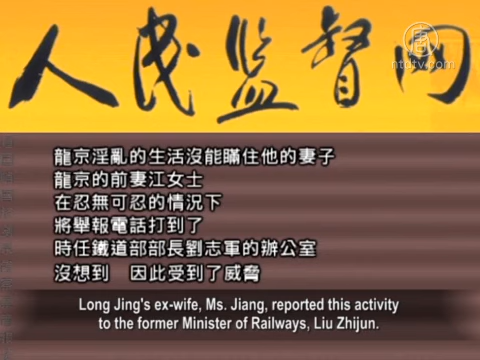 人民监督网
唐
ntdtv.com
龍京淫亂的生活沒能瞞住他的妻子
龍京的前妻江女士
在忍無可忍的情況下
將舉報電話打到了
時任鐵道部部長劉志軍的辦公室
沒想到 因此受到了威脅
Long Jing's ex-wife, Ms. Jiang, reported this activity
to the former Minister of Railways, Liu Zhijun.